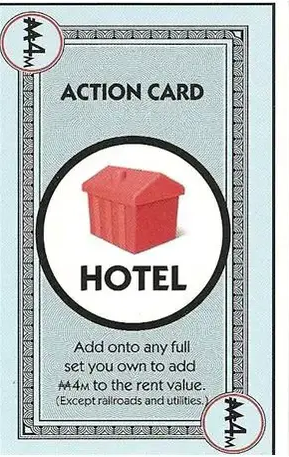 ₩4M
ACTION CARD
HOTEL
Add onto any full
set you own to add
₩4M to the rent value.
(Except railroads and utilities.)
₩4M